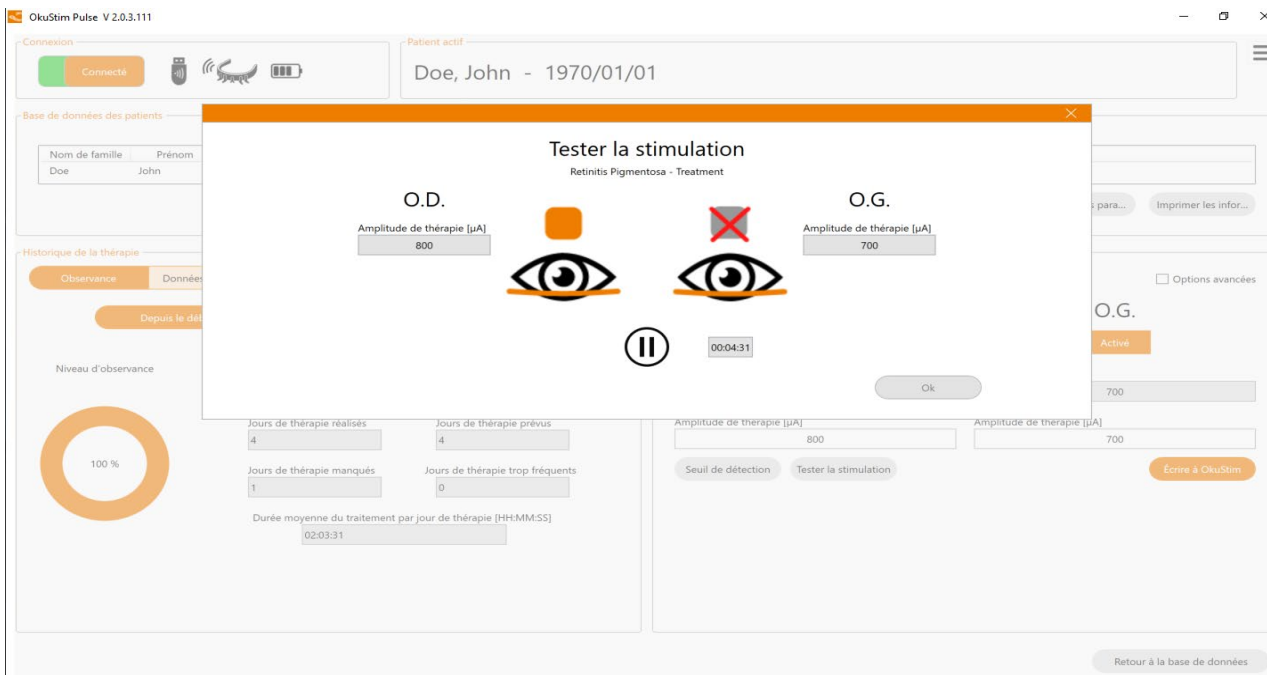 OkuStim Pulse V 2.0.3.111
Connexion
Connecté
Patient actif
Doe, John - 1970/01/01
Base de données des patients
Nom de famille Prénom
Doe John
s para...
Imprimer les infor...
Tester la stimulation
Retinitis Pigmentosa - Treatment
O.D.
Amplitude de thérapie [µA]
800
O.G.
Amplitude de thérapie [µA]
700
00:04:31
Ok
Historique de la thérapie
Observance
Données
Depuis le dé
Niveau d'observance
100 %
Jours de thérapie réalisés
4
Jours de thérapie prévus
4
Jours de thérapie manqués
1
Jours de thérapie trop fréquents
0
Durée moyenne du traitement par jour de thérapie [HH:MM:SS]
02:03:31
Options avancées
O.G.
Activé
700
Amplitude de thérapie [µA]
800
Amplitude de thérapie [µA]
700
Seuil de détection
Tester la stimulation
Écrire à OkuStim
Retour à la base de données